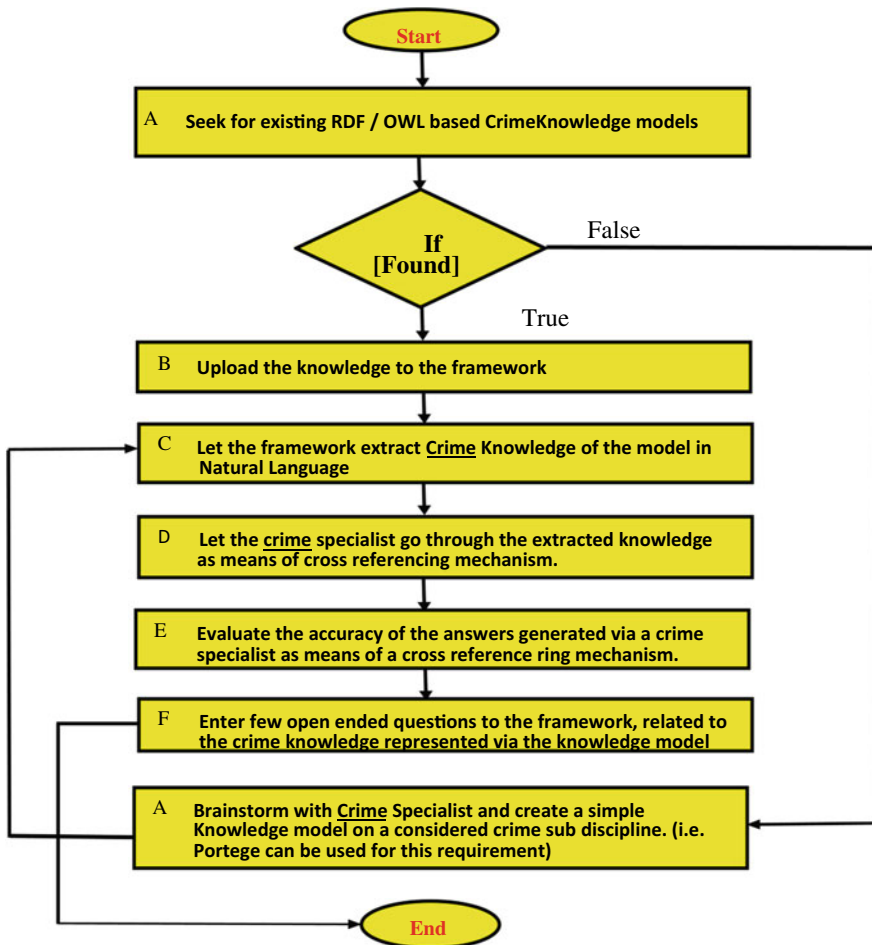 Start
A Seek for existing RDF / OWL based CrimeKnowledge models
If
[Found]
False
True
B Upload the knowledge to the framework
C Let the framework extract Crime Knowledge of the model in
Natural Language
D Let the crime specialist go through the extracted knowledge
as means of cross referencing mechanism.
E Evaluate the accuracy of the answers generated via a crime
specialist as means of a cross reference ring mechanism.
F Enter few open ended questions to the framework, related to
the crime knowledge represented via the knowledge model
A Brainstorm with Crime Specialist and create a simple
Knowledge model on a considered crime sub discipline. (i.e.
Portege can be used for this requirement)
End